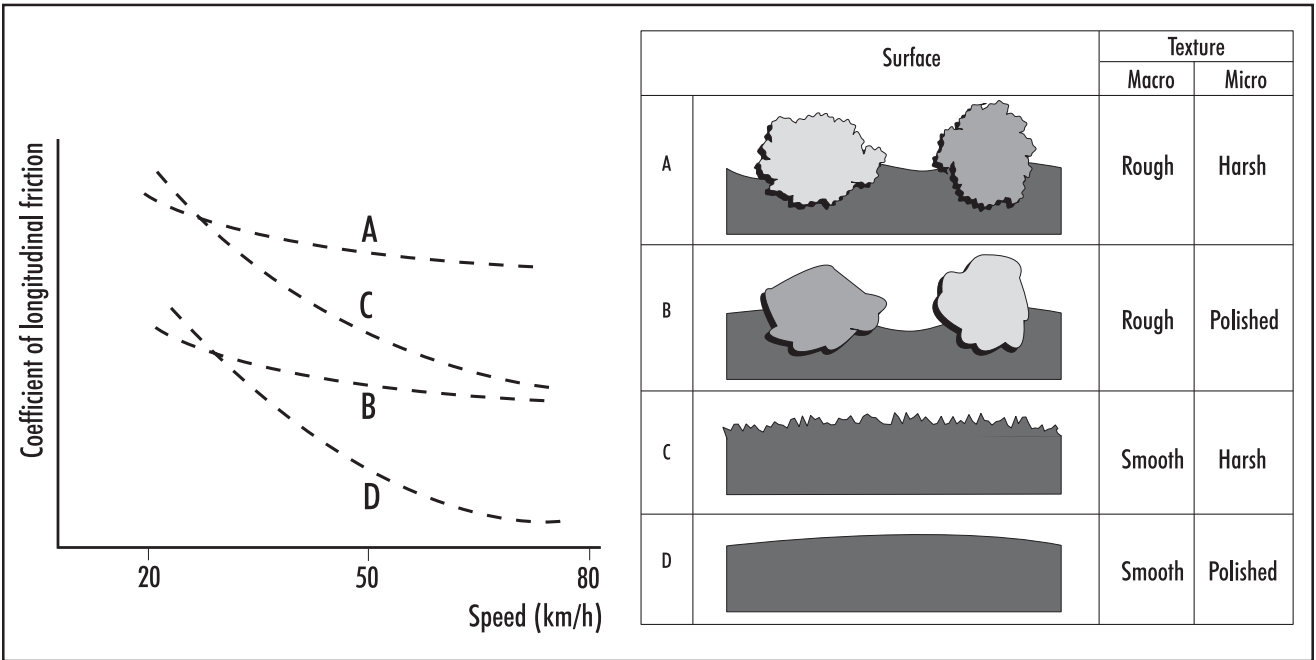 Coefficient of longitudinal friction
A
C
B
D
20 50 80
Speed (km/h)
Surface Texture
Macro Micro
A Rough Harsh
B Rough Polished
C Smooth Harsh
D Smooth Polished